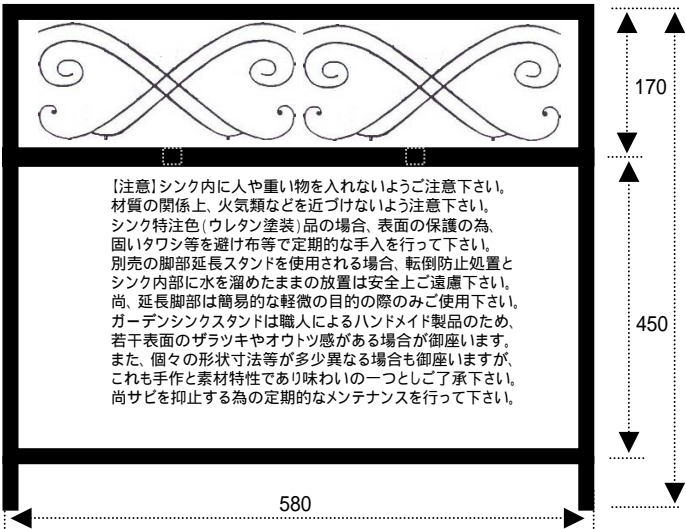 170
【注意】シンク内に人や重い物を入れないようご注意下さい。
材質の関係上、火気類などを近づけないよう注意下さい。
シンク特注色(ウレタン塗装)品の場合、表面の保護の為、
固いタワシ等を避け布等で定期的な手入を行って下さい。
別売の脚部延長スタンドを使用される場合、転倒防止処置と
シンク内部に水を溜めたままの放置は安全上ご遠慮下さい。
尚、延長脚部は簡易的な軽微の目的の際のみご使用下さい。
ガーデンシンクスタンドは職人によるハンドメイド製品のため、
若干表面のザラツキやオウトツ感がある場合が御座います。
また、個々の形状寸法等が多少異なる場合も御座いますが、
これも手作と素材特性であり味わいの一つとしご了承下さい。
尚サビを抑止する為の定期的なメンテナンスを行って下さい。
450
580